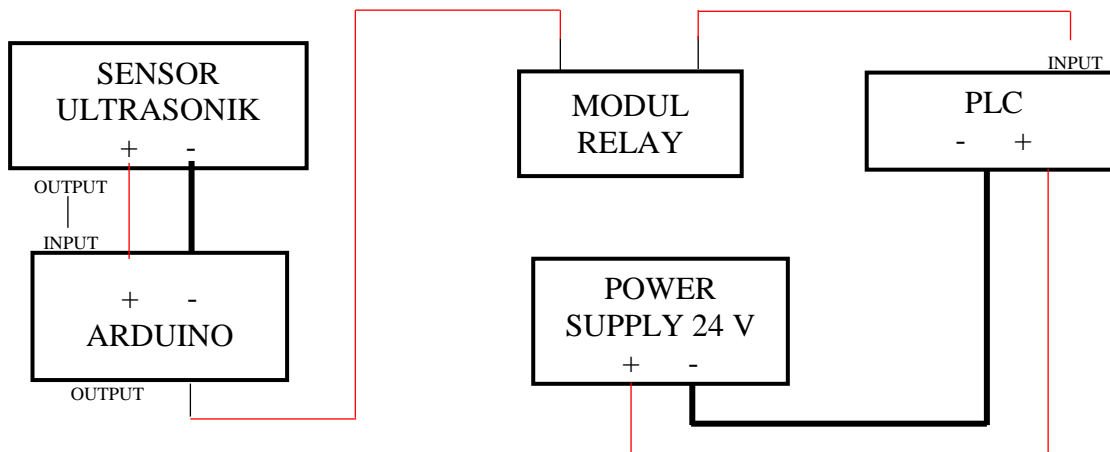 SENSOR
ULTRASONIK
+ -
OUTPUT
INPUT
+ -
ARDUINO
OUTPUT
MODUL
RELAY
INPUT
PLC
- +
POWER
SUPPLY 24 V
+ -